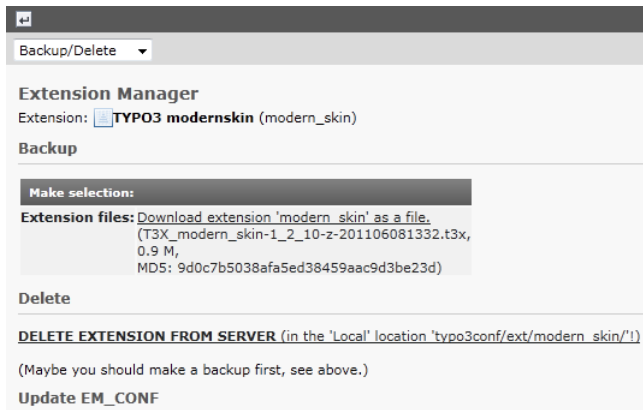 Backup/Delete
Extension Manager
Extension: TYPO3 modernskin (modern_skin)
Backup
Make selection:
Extension files: Download extension 'modern_skin' as a file.
(T3X_modern_skin-1_2_10-z-201106081332.t3x,
0.9 M,
MD5: 9d0c7b5038afa5ed38459aac9d3be23d)
Delete
DELETE EXTENSION FROM SERVER (in the 'Local' location 'typo3conf/ext/modern_skin/'!)
(Maybe you should make a backup first, see above.)
Update EM_CONF